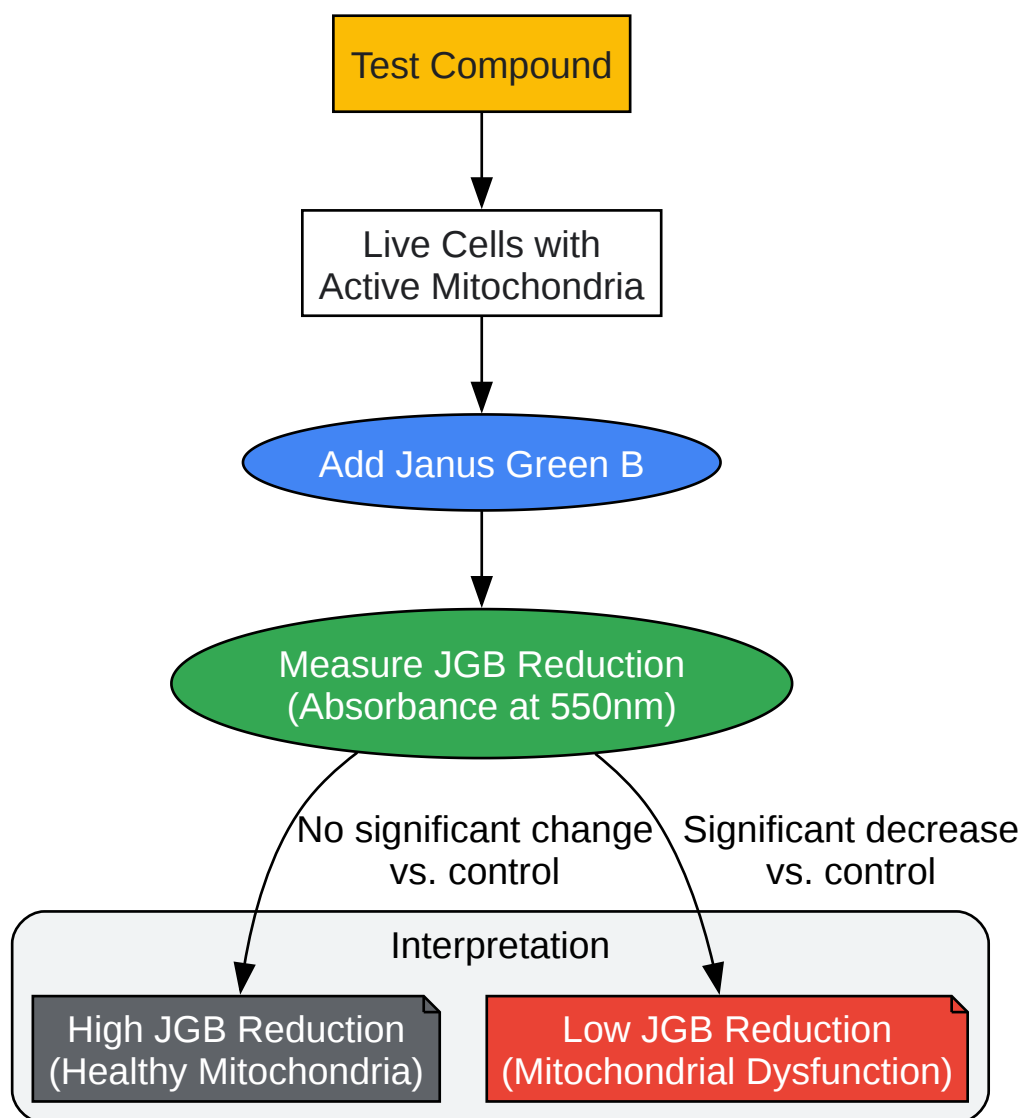 Test Compound
Live Cells with
Active Mitochondria
Add Janus Green B
Measure JGB Reduction
(Absorbance at 550nm)
No significant change
vs. control
Significant decrease
vs. control
Interpretation
High JGB Reduction
(Healthy Mitochondria)
Low JGB Reduction
(Mitochondrial Dysfunction)